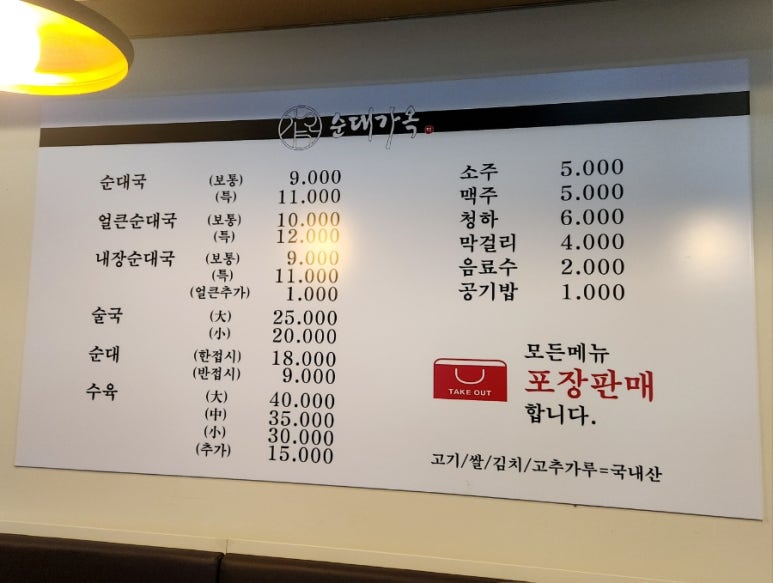 순대가옥
순대국 (보통) 9.000
(특) 11.000
얼큰순대국 (보통) 10.000
(특) 12.000
내장순대국 (보통) 9.000
(특) 11.000
(얼큰추가) 1.000
술국 (大) 25.000
(小) 20.000
순대 (한접시) 18.000
(반접시) 9.000
수육 (大) 40.000
(中) 35.000
(小) 30.000
(추가) 15.000
소주 5.000
맥주 5.000
청하 6.000
막걸리 4.000
음료수 2.000
공기밥 1.000
모든메뉴
포장판매
합니다.
TAKE OUT
고기/쌀/김치/고추가루=국내산